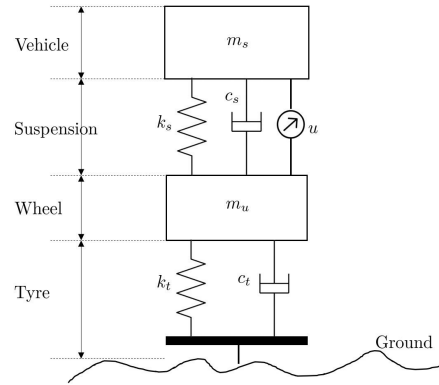 Vehicle
m_s
Suspension
k_s
c_s
u
Wheel
m_u
Tyre
k_t
c_t
Ground